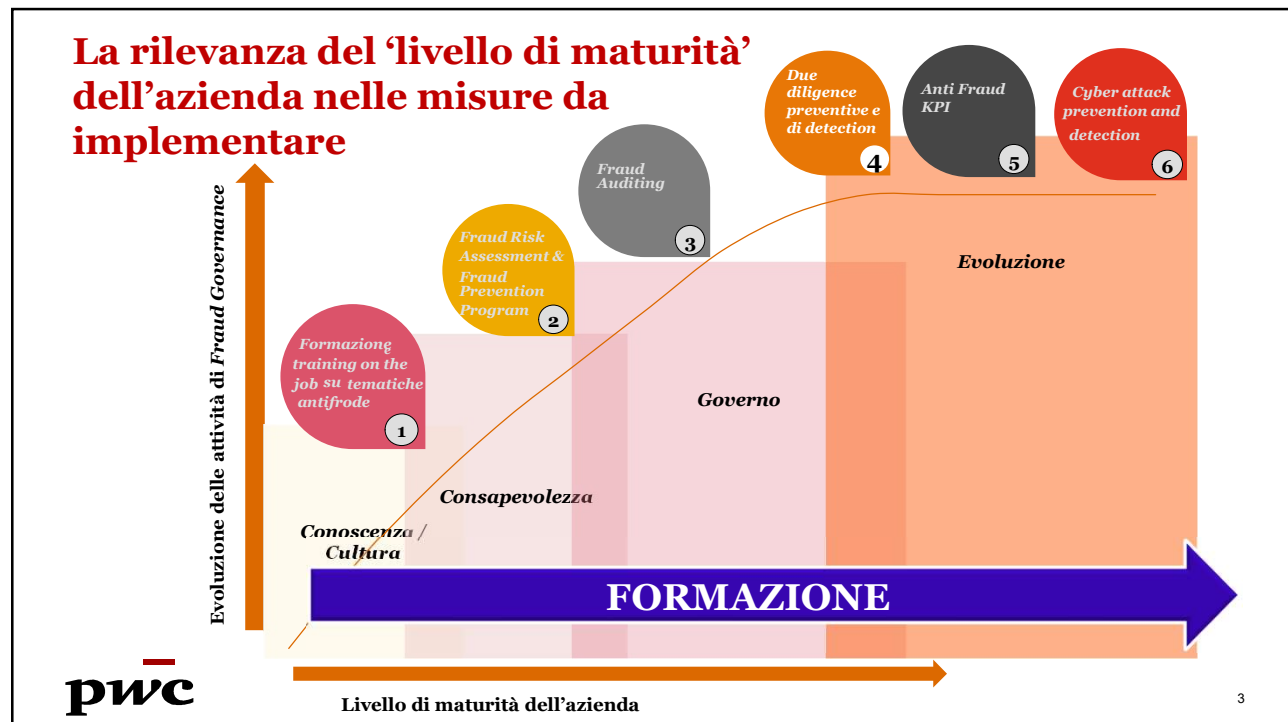 La rilevanza del ‘livello di maturità’
dell’azienda nelle misure da
implementare
Due
diligence
preventive e
di detection
4
Anti Fraud
KPI
5
Cyber attack
prevention and
detection
6
Fraud
Auditing
3
Fraud Risk
Assessment &
Fraud
Prevention
Program
2
Formazione
training on the
job su tematiche
antifrode
1
Evoluzione delle attività di Fraud Governance
Evoluzione
Governo
Consapevolezza
Conoscenza /
Cultura
FORMAZIONE
Livello di maturità dell’azienda
pwc
3